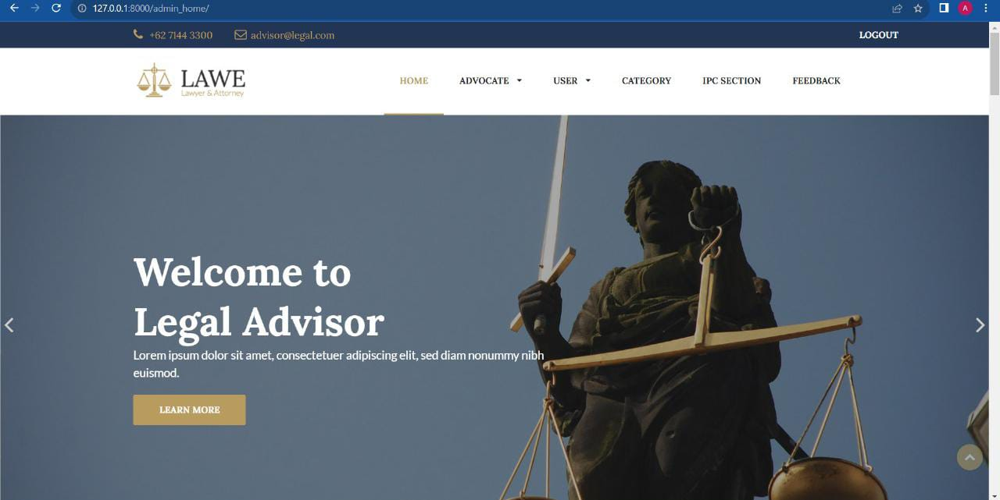 127.0.0.1:8000/admin_home/
A
+62 7144 3300 advisor@legal.com LOGOUT
LAWE
Lawyer & Attorney
HOME ADVOCATE USER CATEGORY IPC SECTION FEEDBACK
Welcome to
Legal Advisor
Lorem ipsum dolor sit amet, consectetuer adipiscing elit, sed diam nonummy nibh
euismod.
LEARN MORE